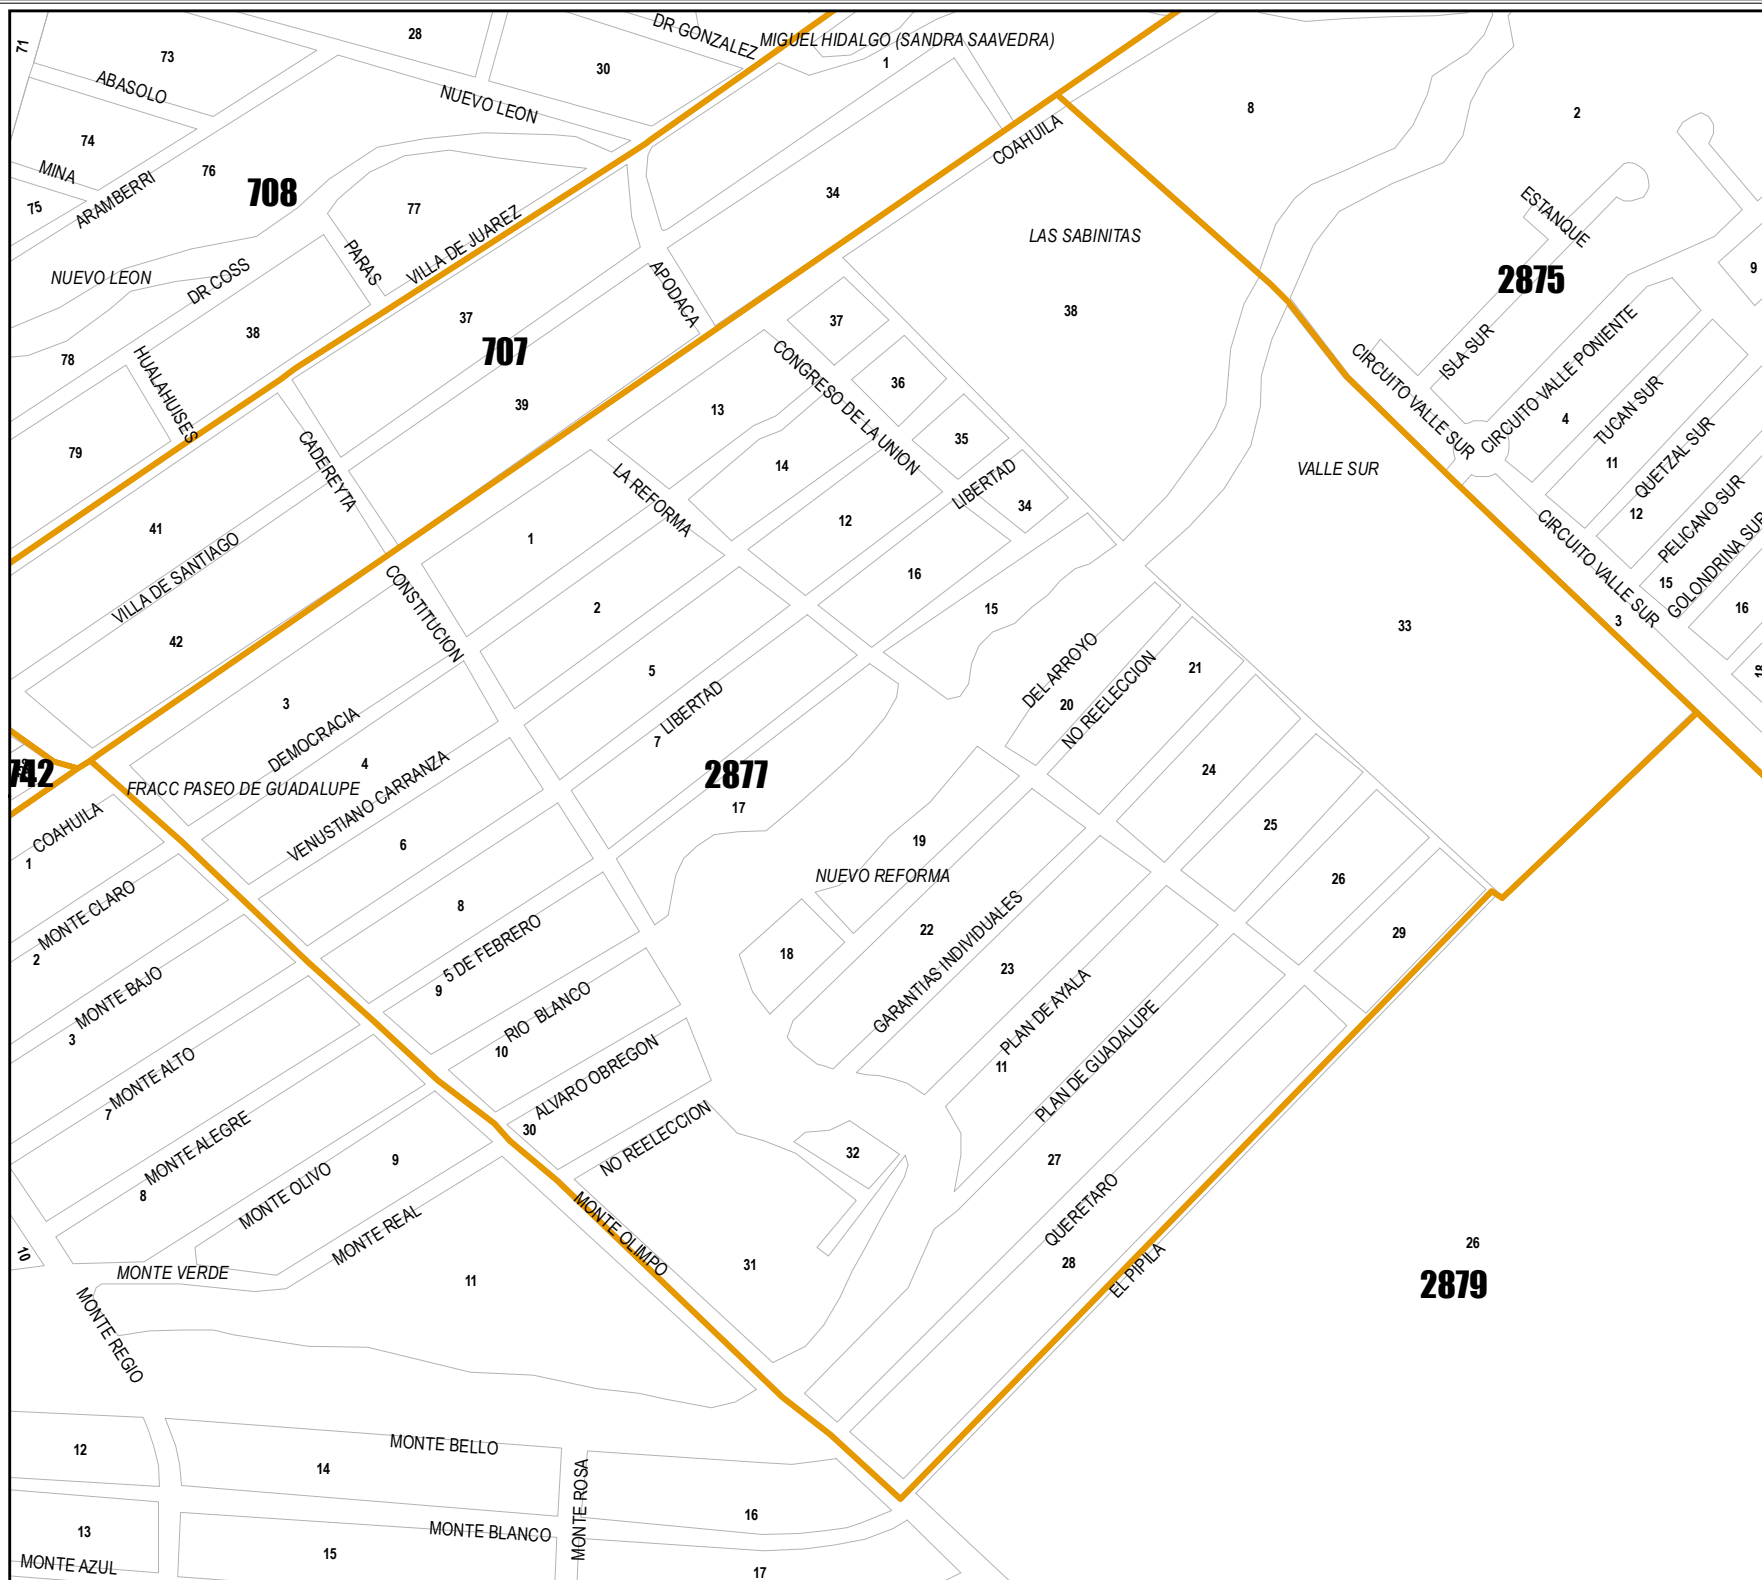 71
73
28
DR GONZALEZ
MIGUEL HIDALGO (SANDRA SAAVEDRA)
1
30
ABASOLO
NUEVO LEON
8
2
COAHUILA
74
MINA
76
708
75
ARAMBERRI
77
34
ESTANQUE
PARAS
VILLA DE JUAREZ
LAS SABINITAS
NUEVO LEON
DR COSS
APODACA
2875
9
38
37
707
37
38
78
HUALAHUISES
ISLA SUR
CIRCUITO VALLE PONIENTE
CIRCUITO VALLE SUR
CONGRESO DE LA UNION
36
39
13
TUCAN SUR
4
35
79
CADEREYTA
LA REFORMA
14
LIBERTAD
VALLE SUR
11
QUETZAL SUR
34
12
12
PELICANO SUR
41
1
CIRCUITO VALLE SUR
GOLONDRINA SUR
VILLA DE SANTIAGO
CONSTITUCION
16
15
15
16
2
3
33
42
5
DEL ARROYO
NO REELECCION
21
18
3
LIBERTAD
7
20
DEMOCRACIA
4
742
FRACC PASEO DE GUADALUPE
2877
24
COAHUILA
1
VENUSTIANO CARRANZA
17
25
6
19
NUEVO REFORMA
26
MONTE CLARO
2
8
22
GARANTIAS INDIVIDUALES
29
5 DE FEBRERO
9
18
23
MONTE BAJO
3
RIO BLANCO
10
PLAN DE AYALA
11
PLAN DE GUADALUPE
MONTE ALTO
7
ALVARO OBREGON
30
MONTE ALEGRE
8
9
NO REELECCION
32
27
MONTE OLIVO
MONTE REAL
MONTE OLIMPO
QUERETARO
28
EL PIPILA
10
MONTE VERDE
11
31
26
2879
MONTE REGIO
12
14
MONTE BELLO
MONTE ROSA
16
13
MONTE BLANCO
15
MONTE AZUL
17